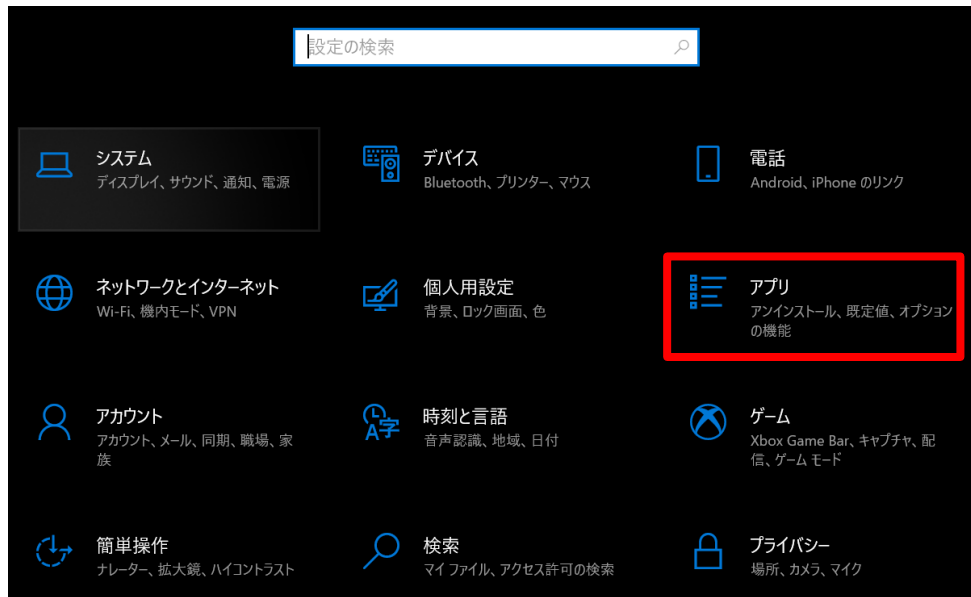 設定の検索
システム
ディスプレイ、サウンド、通知、電源
デバイス
Bluetooth、プリンター、マウス
電話
Android、iPhone のリンク
ネットワークとインターネット
Wi-Fi、機内モード、VPN
個人用設定
背景、ロック画面、色
アプリ
アンインストール、既定値、オプション
の機能
アカウント
アカウント、メール、同期、職場、家
族
時刻と言語
音声認識、地域、日付
ゲーム
Xbox Game Bar、キャプチャ、配
信、ゲーム モード
簡単操作
ナレーター、拡大鏡、ハイコントラスト
検索
マイ ファイル、アクセス許可の検索
プライバシー
場所、カメラ、マイク